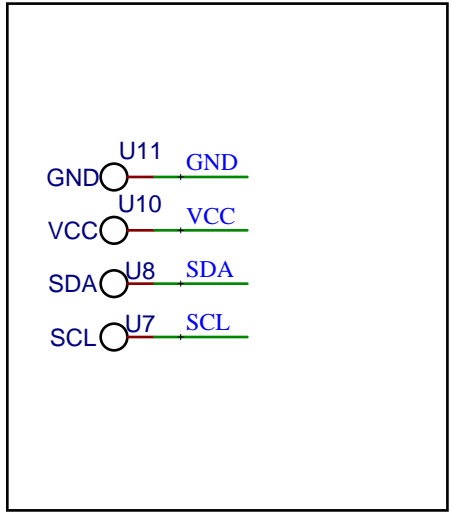 U11
GND GND
U10
VCC VCC
U8
SDA SDA
U7
SCL SCL